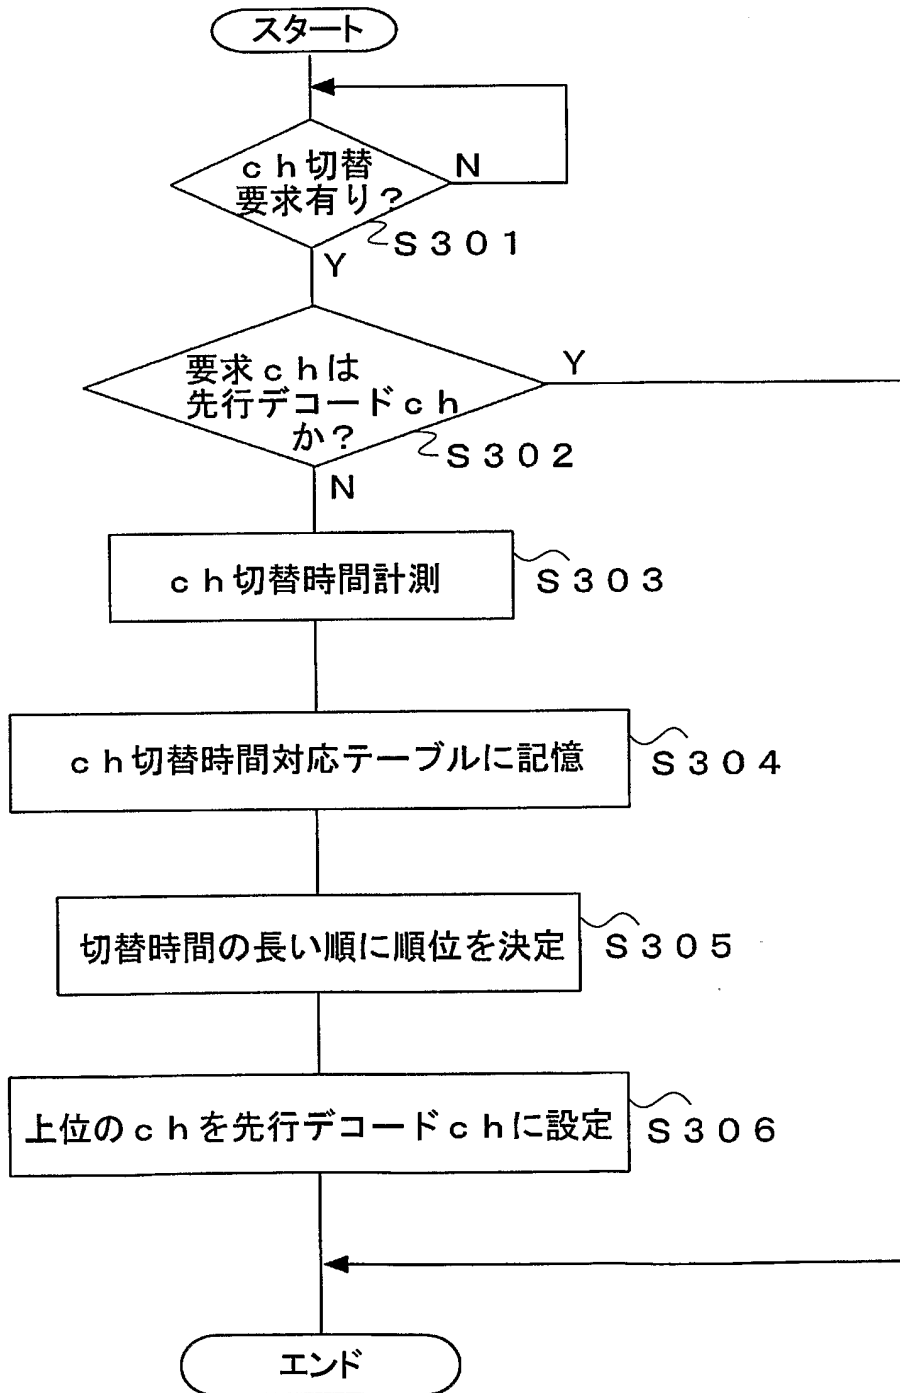 スタート
ｃｈ切替
要求有り？
N
S301
Y
要求ｃｈは
先行デコードｃｈ
か？
Y
S302
N
ｃｈ切替時間計測
S303
ｃｈ切替時間対応テーブルに記憶
S304
切替時間の長い順に順位を決定
S305
上位のｃｈを先行デコードｃｈに設定
S306
エンド